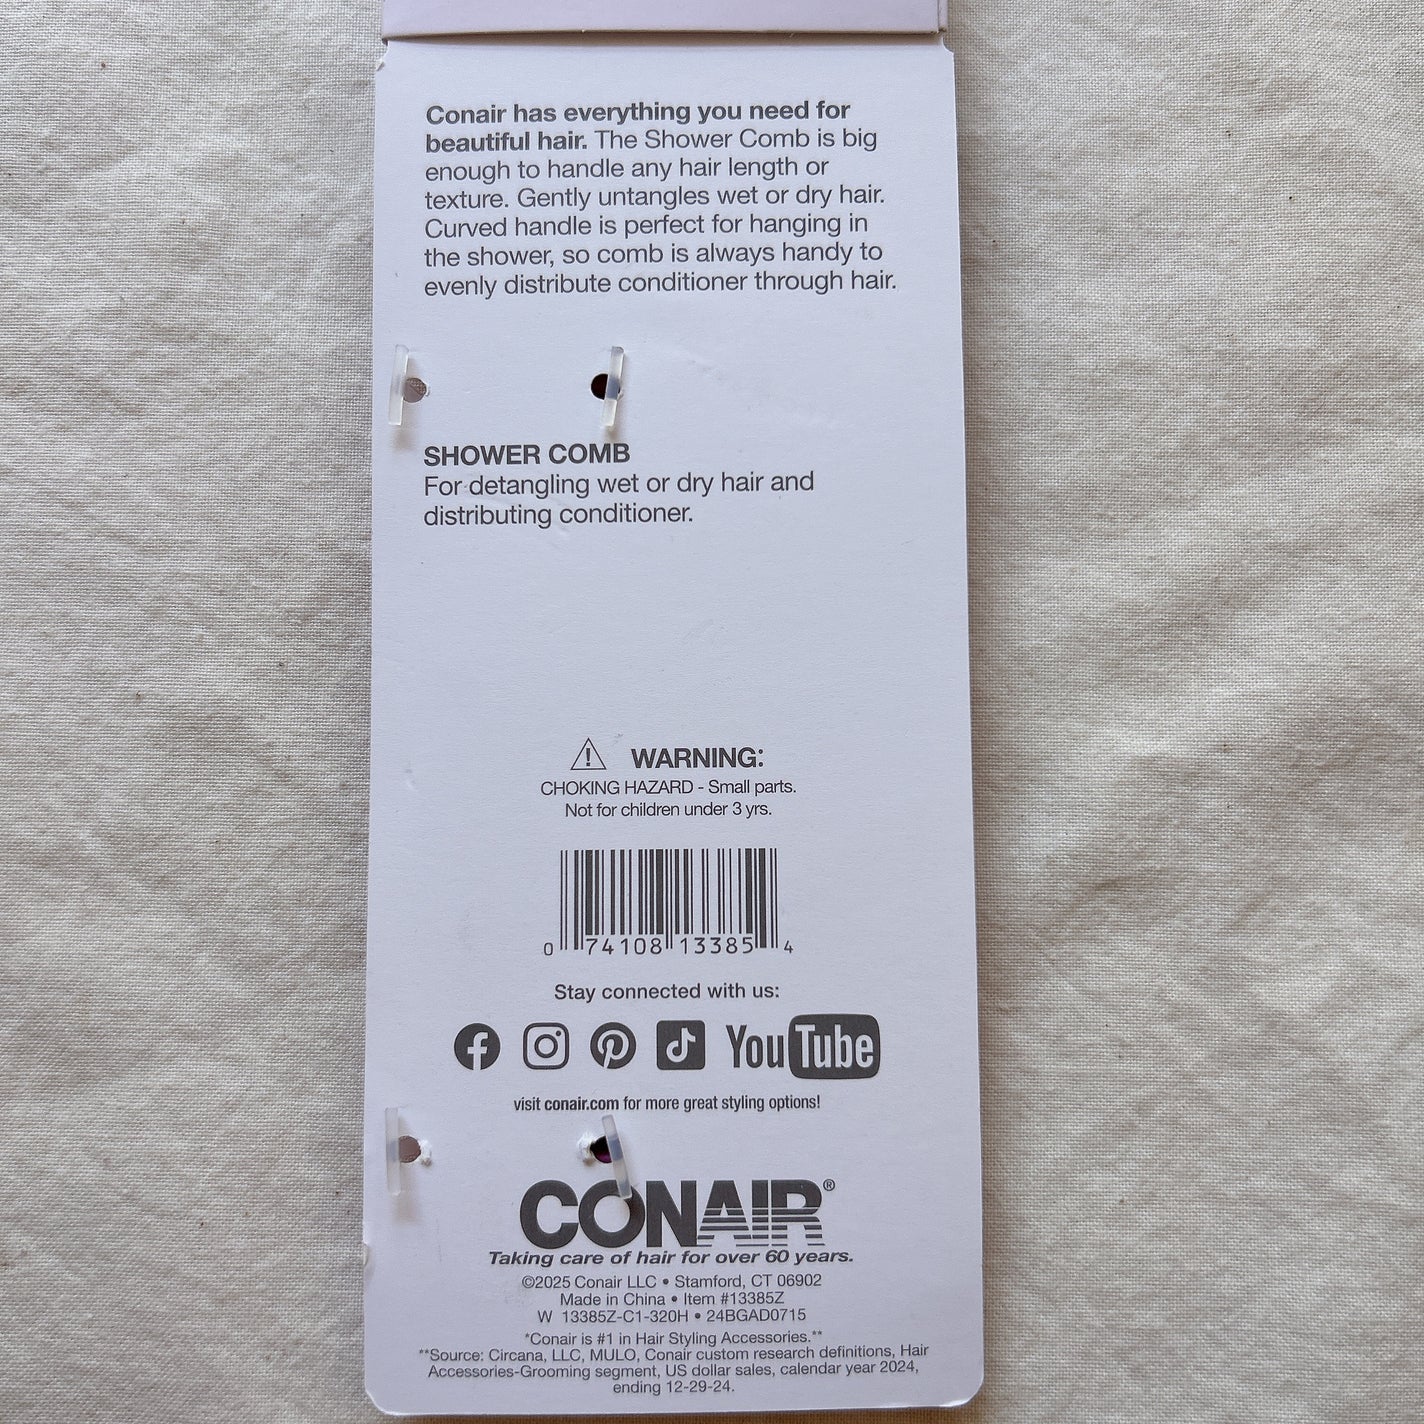 Conair has everything you need for
beautiful hair. The Shower Comb is big
enough to handle any hair length or
texture. Gently untangles wet or dry hair.
Curved handle is perfect for hanging in
the shower, so comb is always handy to
evenly distribute conditioner through hair.
SHOWER COMB
For detangling wet or dry hair and
distributing conditioner.
WARNING:
CHOKING HAZARD - Small parts.
Not for children under 3 yrs.
0 74108 13385 4
Stay connected with us:
YouTube
visit conair.com for more great styling options!
CONAIR®
Taking care of hair for over 60 years.
©2025 Conair LLC • Stamford, CT 06902
Made in China • Item #13385Z
W 13385Z-C1-320H • 24BGAD0715
*Conair is #1 in Hair Styling Accessories.**
**Source: Circana, LLC, MULO, Conair custom research definitions, Hair
Accessories-Grooming segment, US dollar sales, calendar year 2024,
ending 12-29-24.